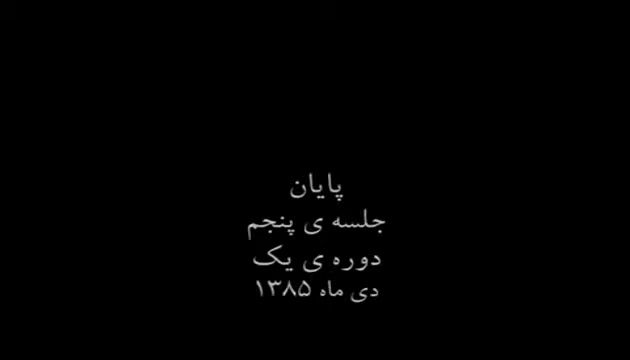 پایان
جلسه ی پنجم
دوره ی یک
دی ماه ۱۳۸۵